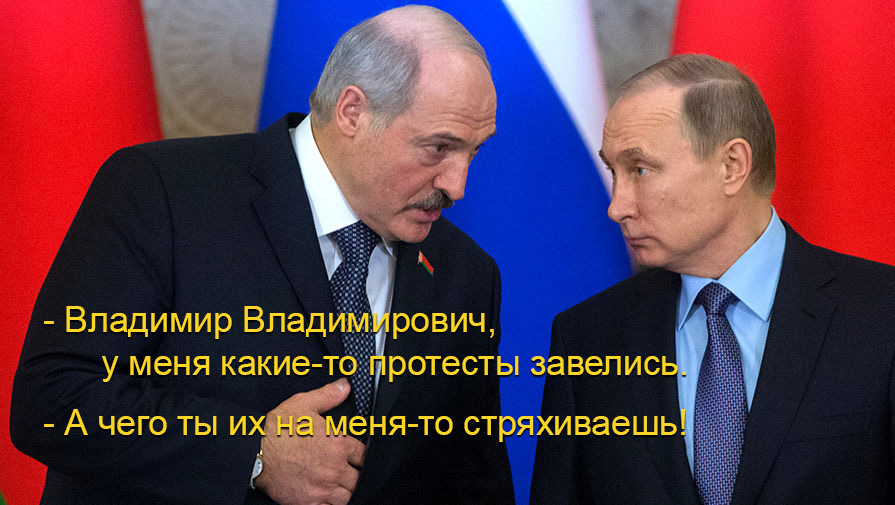 - Владимир Владимирович,
у меня какие-то протесты завелись.
- А чего ты их на меня-то стряхиваешь!